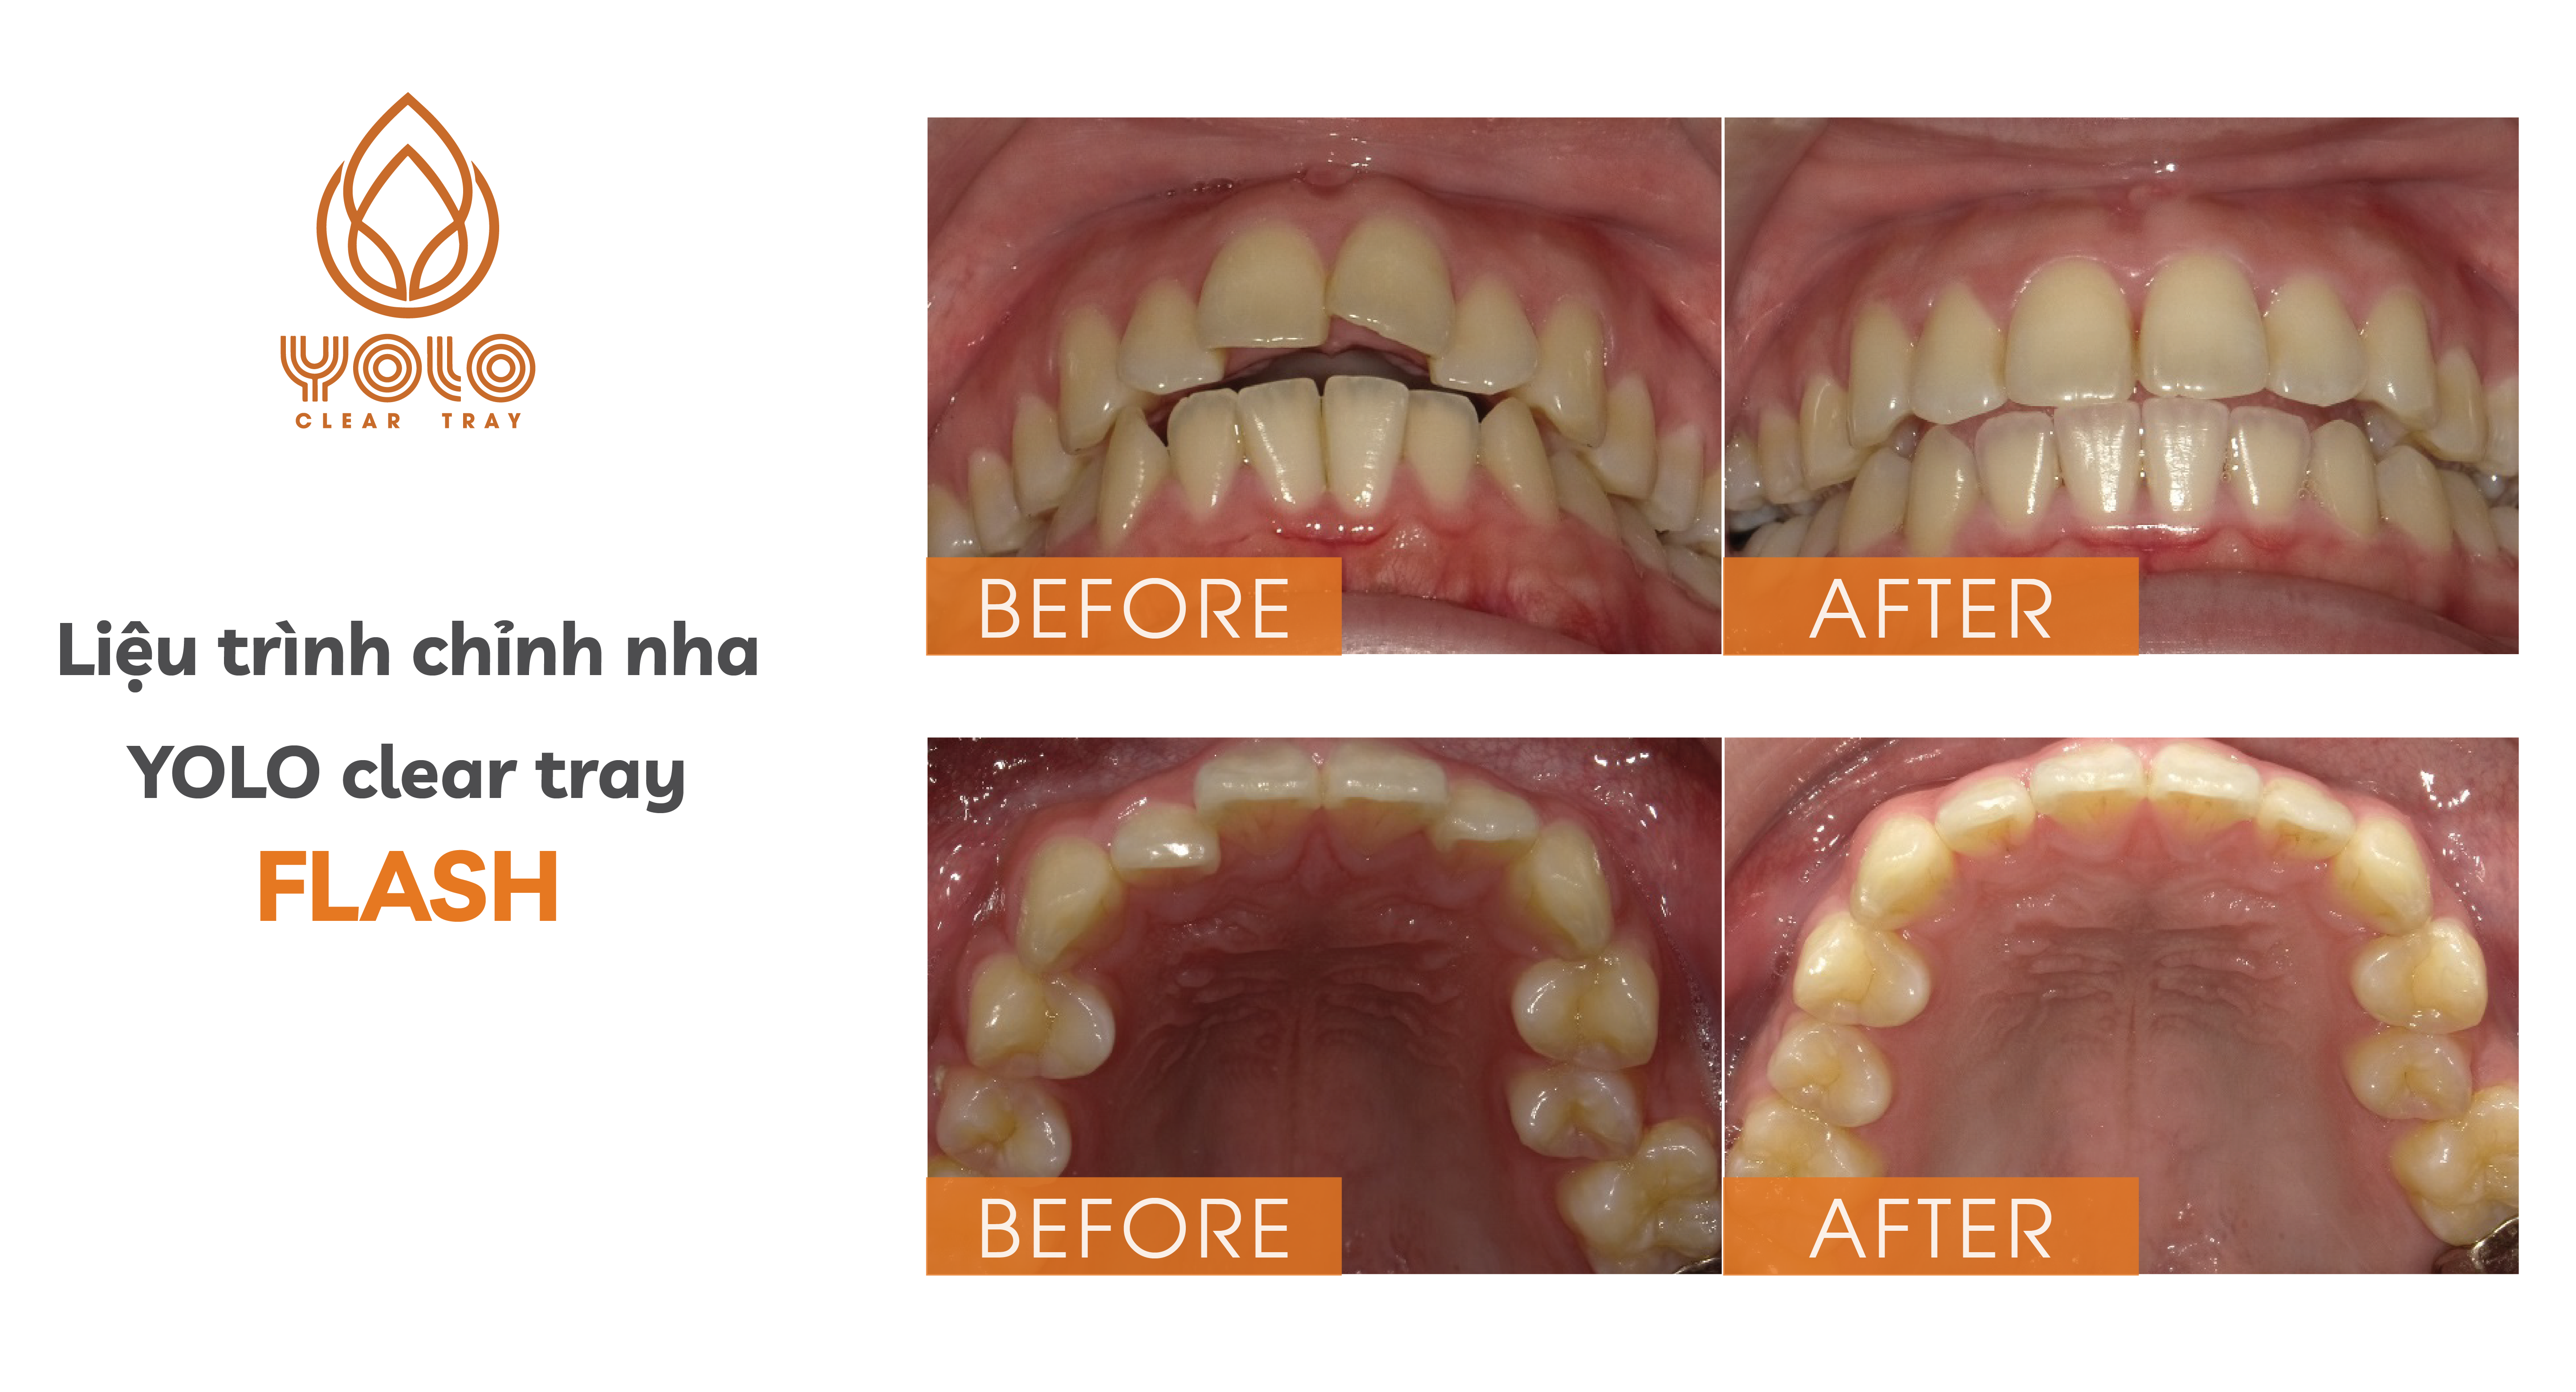 YOLO
CLEAR TRAY
Liệu trình chỉnh nha
YOLO clear tray
FLASH
BEFORE
AFTER
BEFORE
AFTER